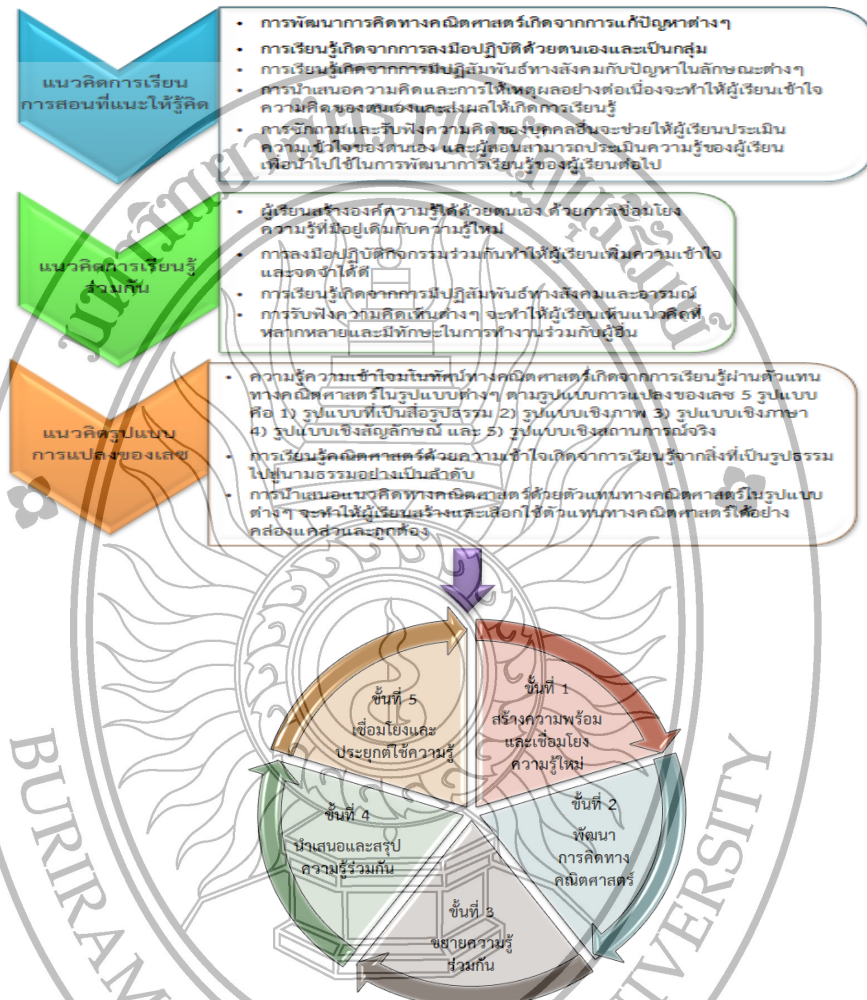 แนวคิดการเรียน
การสอนที่แนะให้รู้คิด
• การพัฒนาการคิดทางคณิตศาสตร์เกิดจากการแก้ปัญหาต่างๆ
• การเรียนรู้เกิดจากการลงมือปฏิบัติด้วยตนเองและเป็นกลุ่ม
• การเรียนรู้เกิดจากการมีปฏิสัมพันธ์ทางสังคมกับปัญหาในลักษณะต่างๆ
• การนำเสนอความคิดและการให้เหตุผลอย่างต่อเนื่องจะทำให้ผู้เรียนเข้าใจ
ความคิดของตนเองและส่งผลให้เกิดการเรียนรู้
• การซักถามและรับฟังความคิดของบุคคลอื่นจะช่วยให้ผู้เรียนประเมิน
ความเข้าใจของตนเอง และผู้สอนสามารถประเมินความรู้ของผู้เรียน
เพื่อนำไปใช้ในการพัฒนาการเรียนรู้ของผู้เรียนต่อไป
แนวคิดการเรียนรู้
ร่วมกัน
• ผู้เรียนสร้างองค์ความรู้ได้ด้วยตนเอง ด้วยการเชื่อมโยง
ความรู้ที่มีอยู่เดิมกับความรู้ใหม่
• การลงมือปฏิบัติกิจกรรมร่วมกันทำให้ผู้เรียนเพิ่มความเข้าใจ
และจดจำได้ดี
• การเรียนรู้เกิดจากการมีปฏิสัมพันธ์ทางสังคมและอารมณ์
• การรับฟังความคิดเห็นต่างๆ จะทำให้ผู้เรียนเห็นแนวคิดที่
หลากหลายและมีทักษะในการทำงานร่วมกับผู้อื่น
แนวคิดรูปแบบ
การแปลงของเลซ
• ความรู้ความเข้าใจมโนทัศน์ทางคณิตศาสตร์เกิดจากการเรียนรู้ผ่านตัวแทน
ทางคณิตศาสตร์ในรูปแบบต่างๆ ตามรูปแบบการแปลงของเลซ 5 รูปแบบ
คือ 1) รูปแบบที่เป็นสื่อรูปธรรม 2) รูปแบบเชิงภาพ 3) รูปแบบเชิงภาษา
4) รูปแบบเชิงสัญลักษณ์ และ 5) รูปแบบเชิงสถานการณ์จริง
• การเรียนรู้คณิตศาสตร์ด้วยความเข้าใจเกิดจากการเรียนรู้จากสิ่งที่เป็นรูปธรรม
ไปสู่นามธรรมอย่างเป็นลำดับ
• การนำเสนอแนวคิดทางคณิตศาสตร์ด้วยตัวแทนทางคณิตศาสตร์ในรูปแบบ
ต่างๆ จะทำให้ผู้เรียนสร้างและเลือกใช้ตัวแทนทางคณิตศาสตร์ได้อย่าง
คล่องแคล่วและถูกต้อง
ขั้นที่ 1
สร้างความพร้อม
และเชื่อมโยง
ความรู้ใหม่
ขั้นที่ 2
พัฒนา
การคิดทาง
คณิตศาสตร์
ขั้นที่ 3
ขยายความรู้
ร่วมกัน
ขั้นที่ 4
นำเสนอและสรุป
ความรู้ร่วมกัน
ขั้นที่ 5
เชื่อมโยงและ
ประยุกต์ใช้ความรู้
มหาวิทยาลัยราชภัฏบุรีรัมย์